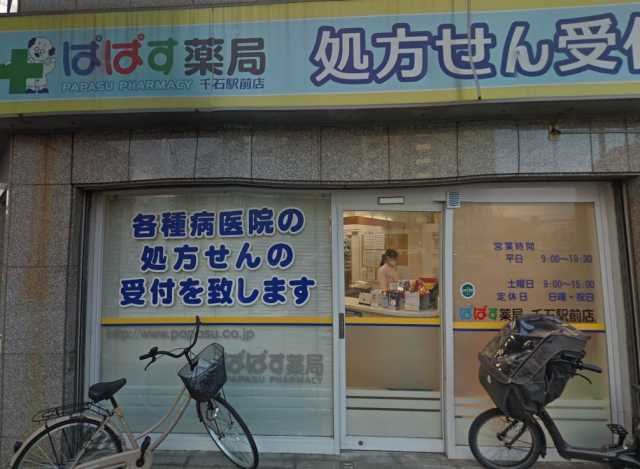 ぱぱす薬局
PAPASU PHARMACY 千石駅前店
処方せん受付
各種病医院の
処方せんの
受付を致します
http://www.papasu.co.jp
ぱぱす薬局
PAPASU PHARMACY
営業時間
平日 9:00〜19:30
土曜日 9:00〜15:00
定休日 日曜・祝日
ぱぱす薬局 千石駅前店